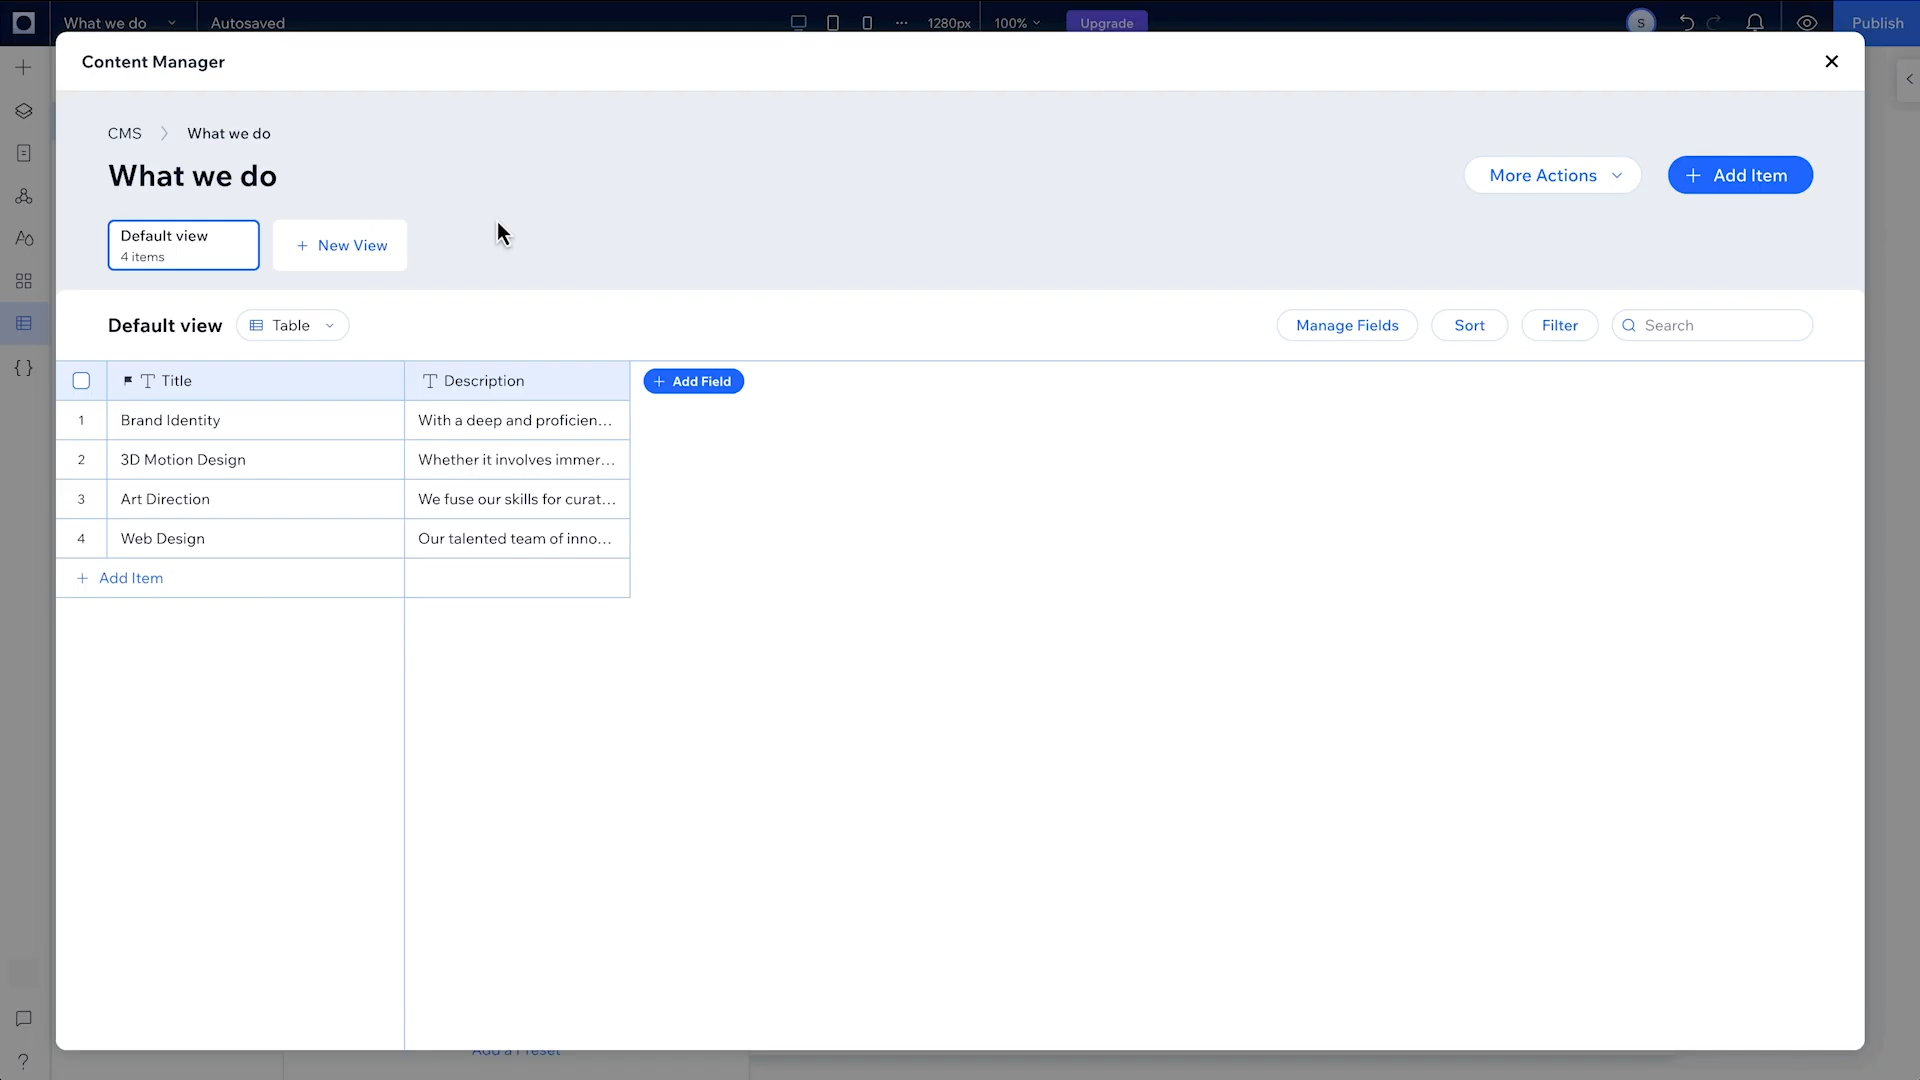 What we do
Autosaved
1280px
100%
Upgrade
S
Publish
Content Manager
CMS
What we do
What we do
More Actions
+ Add Item
Default view
4 items
+ New View
Default view
Table
Manage Fields
Sort
Filter
Search
Title
Description
+ Add Field
1
Brand Identity
With a deep and proficien...
2
3D Motion Design
Whether it involves immer...
3
Art Direction
We fuse our skills for curat...
4
Web Design
Our talented team of inno...
+ Add Item
Add a Preset